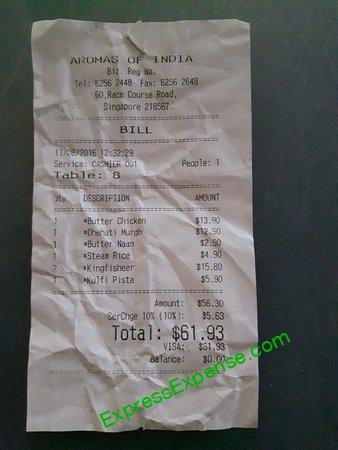 AROMAS OF INDIA
Biz. Reg No.
Tel: 6256 2448 Fax: 6256 2648
60,Race Course Road,
Singapore 218567
BILL
11/08/2016 12:32:29
Service: CASHIER-001 People: 1
Table: 8
Qty DESCRIPTION AMOUNT
1 *Butter Chicken $13.90
1 *Dhehati Murgh $12.90
1 *Butter Naan $2.90
1 *Steam Rice $4.90
2 *Kingfisheer $15.80
1 *Kulfi Pista $5.90
Amount: $56.30
SerChge 10% (10%): $5.63
Total: $61.93
VISA: $61.93
Balance: $0.00
ExpressExpense.com